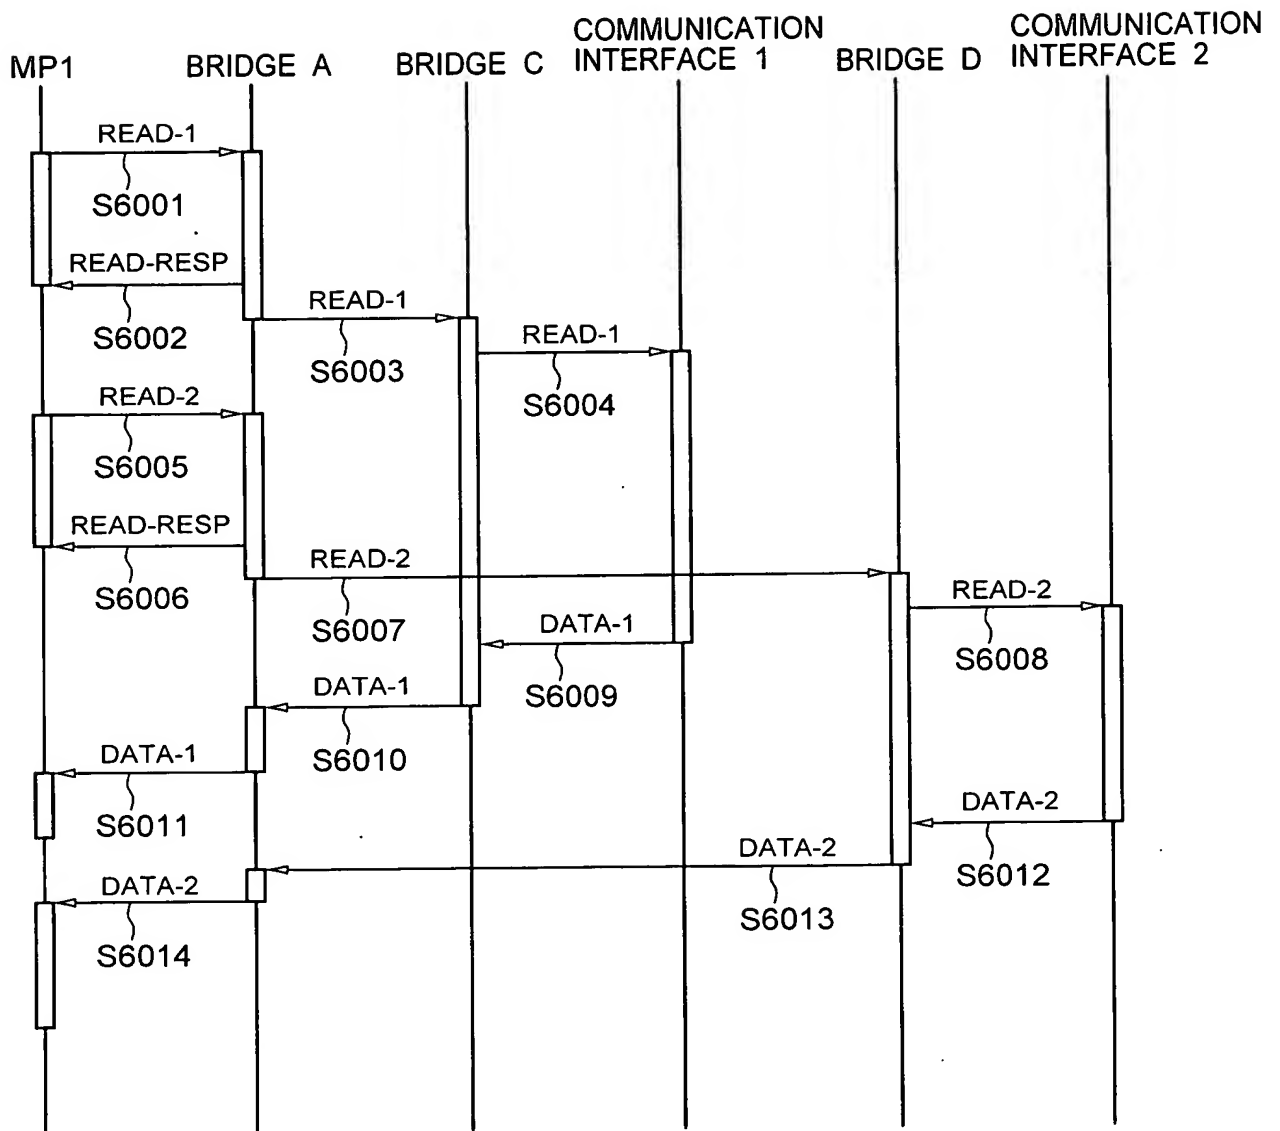 MP1
BRIDGE A
BRIDGE C
COMMUNICATION
INTERFACE 1
BRIDGE D
COMMUNICATION
INTERFACE 2
READ-1
S6001
READ-RESP
S6002
READ-1
S6003
READ-1
S6004
READ-2
S6005
READ-RESP
S6006
READ-2
S6007
READ-2
S6008
DATA-1
S6009
DATA-1
S6010
DATA-1
S6011
DATA-2
S6012
DATA-2
S6013
DATA-2
S6014